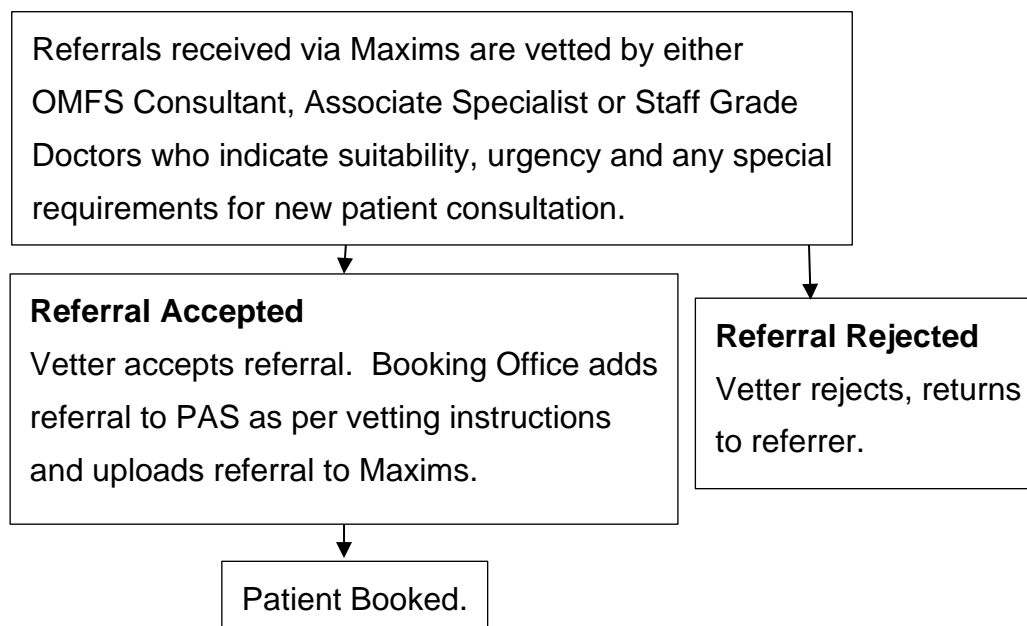 Referrals received via Maxims are vetted by either
OMFS Consultant, Associate Specialist or Staff Grade
Doctors who indicate suitability, urgency and any special
requirements for new patient consultation.
Referral Accepted
Vetter accepts referral.  Booking Office adds
referral to PAS as per vetting instructions
and uploads referral to Maxims.
Referral Rejected
Vetter rejects, returns
to referrer.
Patient Booked.